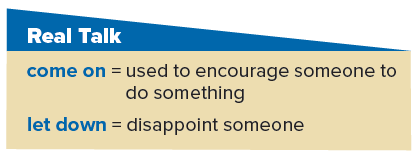 Real Talk
come on = used to encourage someone to
do something
let down = disappoint someone